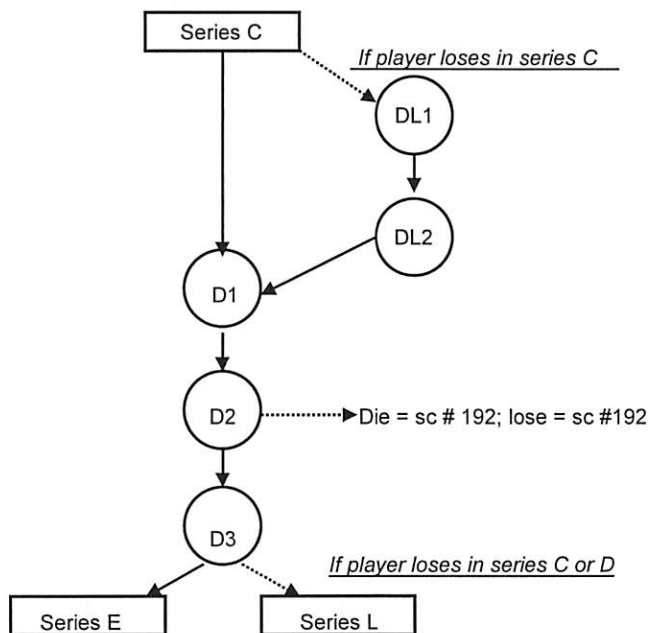 Series C
If player loses in series C
DL1
DL2
D1
D2
Die = sc # 192; lose = sc #192
D3
If player loses in series C or D
Series E
Series L